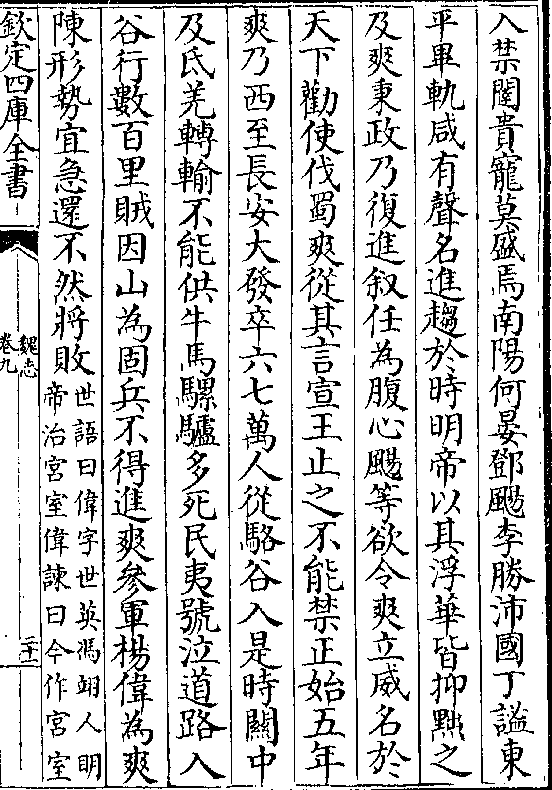 入禁闥貴寵莫盛焉南陽何晏鄧颺李勝沛國丁謐東
平畢軌咸有聲名進趨於時明帝以其浮華皆抑黜之
及爽秉政乃復進叙任為腹心颺等欲令爽立威名於
天下勸使伐蜀爽從其言宣王止之不能禁正始五年
爽乃西至長安大發卒六七萬人從駱谷入是時關中
及氐羌轉輸不能供牛馬騾驢多死民夷號泣道路入
谷行數百里賊因山為固兵不得進爽參軍楊偉為爽
陳形勢宜急還不然將敗
世語曰偉字世英馮翊人明
帝治宮室偉諫曰今作宮室
欽定四庫全書
魏志
卷九
二十一